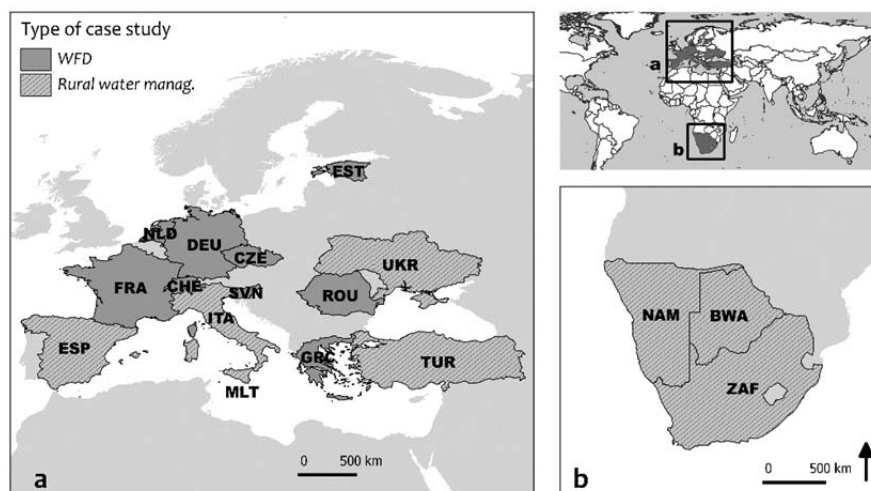 Type of case study
WFD
Rural water manag.
EST
NLD
DEU
CZE
UKR
FRA
CHE
SVN
ROU
ITA
ESP
GRC
TUR
MLT
0 500 km
a
a
b
NAM
BWA
ZAF
0 500 km
b